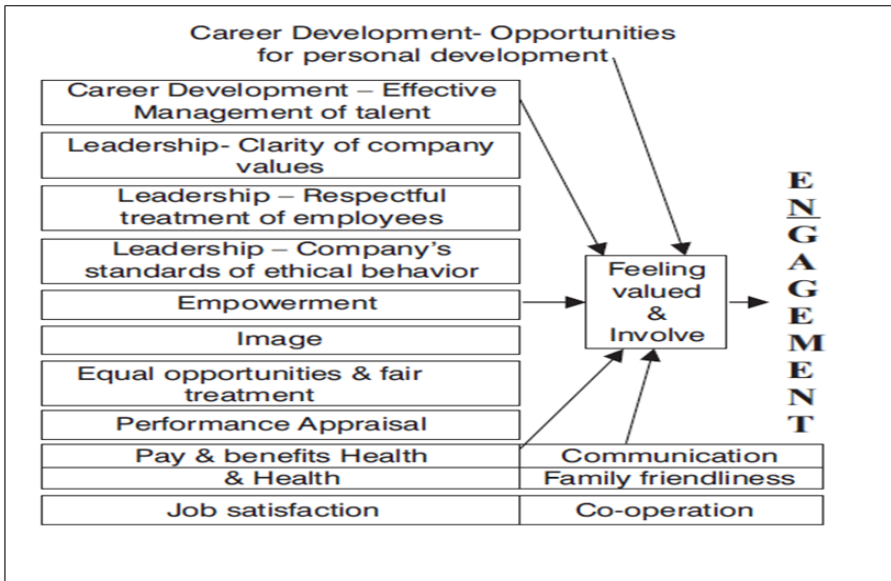 Career Development- Opportunities
for personal development
Career Development – Effective
Management of talent
Leadership- Clarity of company
values
Leadership – Respectful
treatment of employees
Leadership – Company's
standards of ethical behavior
Empowerment
Image
Equal opportunities & fair
treatment
Performance Appraisal
Pay & benefits Health
& Health
Job satisfaction
Communication
Family friendliness
Co-operation
Feeling
valued
&
Involve
ENGAGEMENT